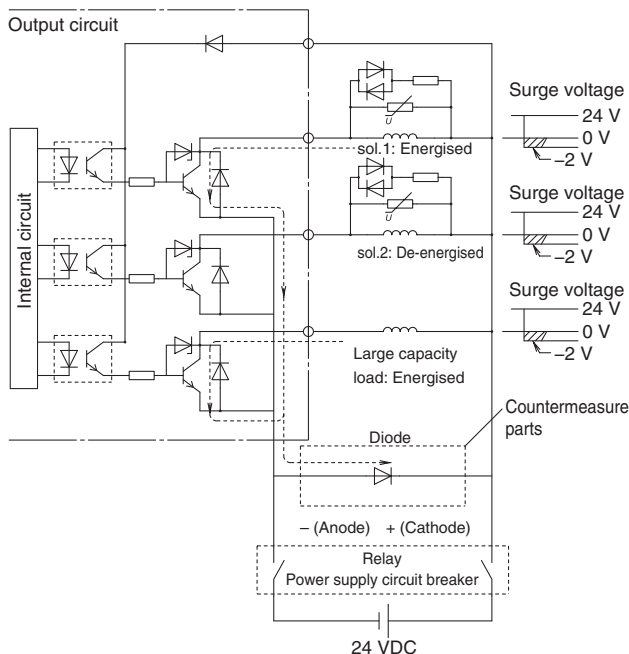 Output circuit
Internal circuit
U
sol.1: Energised
U
sol.2: De-energised
Large capacity
load: Energised
Surge voltage
24 V
0 V
–2 V
Surge voltage
24 V
0 V
–2 V
Surge voltage
24 V
0 V
–2 V
Countermeasure
parts
Diode
– (Anode) + (Cathode)
Relay
Power supply circuit breaker
24 VDC